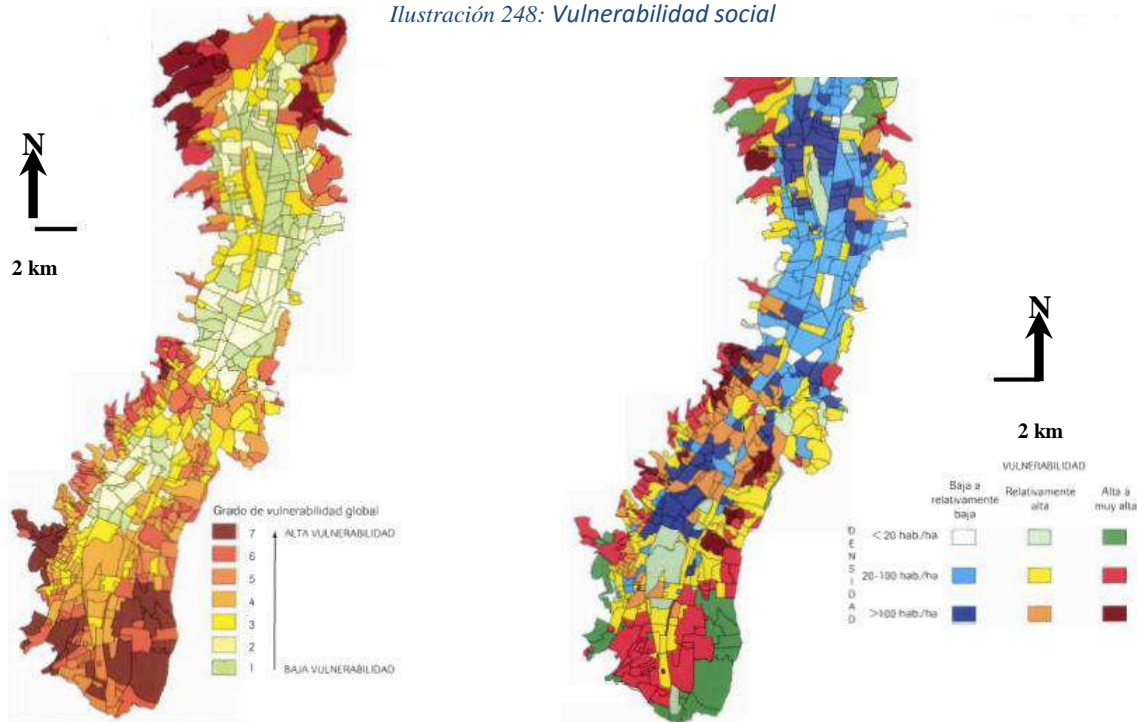 Ilustración 248: Vulnerabilidad social
N
2 km
Grado de vulnerabilidad global
7 ALTA VULNERABILIDAD
6
5
4
3
2
1 BAJA VULNERABILIDAD
N
2 km
VULNERABILIDAD
Baja a relativamente baja
Relativamente alta
Alta a muy alta
DENSIDAD
< 20 hab./ha
20-100 hab./ha
>100 hab./ha